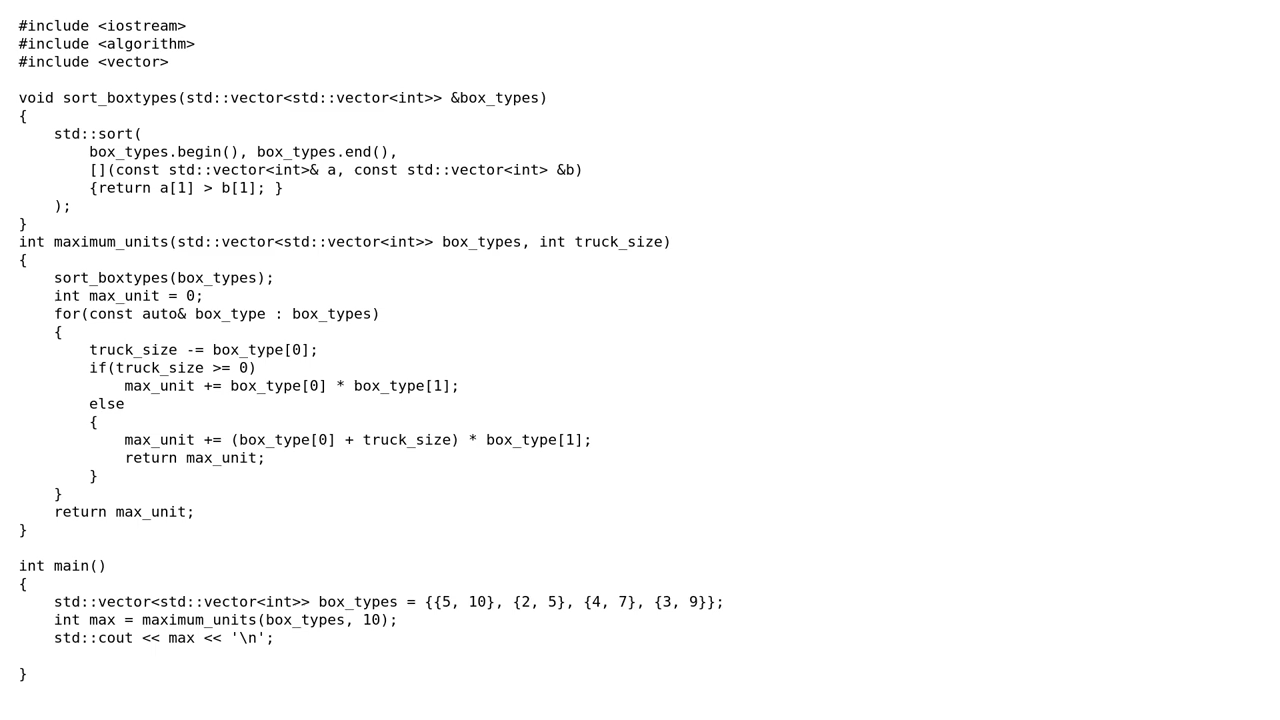 #include <iostream>
#include <algorithm>
#include <vector>

void sort_boxtypes(std::vector<std::vector<int>> &box_types)
{
    std::sort(
        box_types.begin(), box_types.end(),
        [](const std::vector<int>& a, const std::vector<int> &b)
        {return a[1] > b[1]; }
    );
}
int maximum_units(std::vector<std::vector<int>> box_types, int truck_size)
{
    sort_boxtypes(box_types);
    int max_unit = 0;
    for(const auto& box_type : box_types)
    {
        truck_size -= box_type[0];
        if(truck_size >= 0)
            max_unit += box_type[0] * box_type[1];
        else
        {
            max_unit += (box_type[0] + truck_size) * box_type[1];
            return max_unit;
        }
    }
    return max_unit;
}

int main()
{
    std::vector<std::vector<int>> box_types = {{5, 10}, {2, 5}, {4, 7}, {3, 9}};
    int max = maximum_units(box_types, 10);
    std::cout << max << '\n';

}